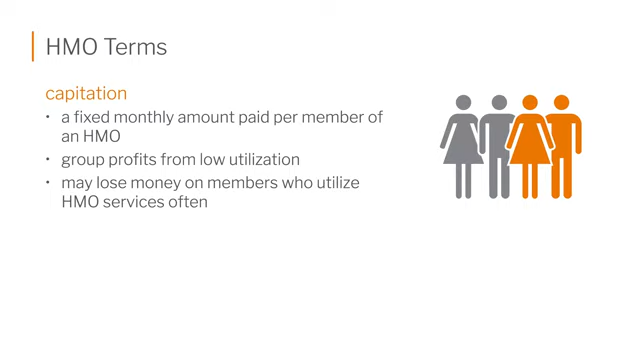 HMO Terms
capitation
• a fixed monthly amount paid per member of
an HMO
• group profits from low utilization
• may lose money on members who utilize
HMO services often